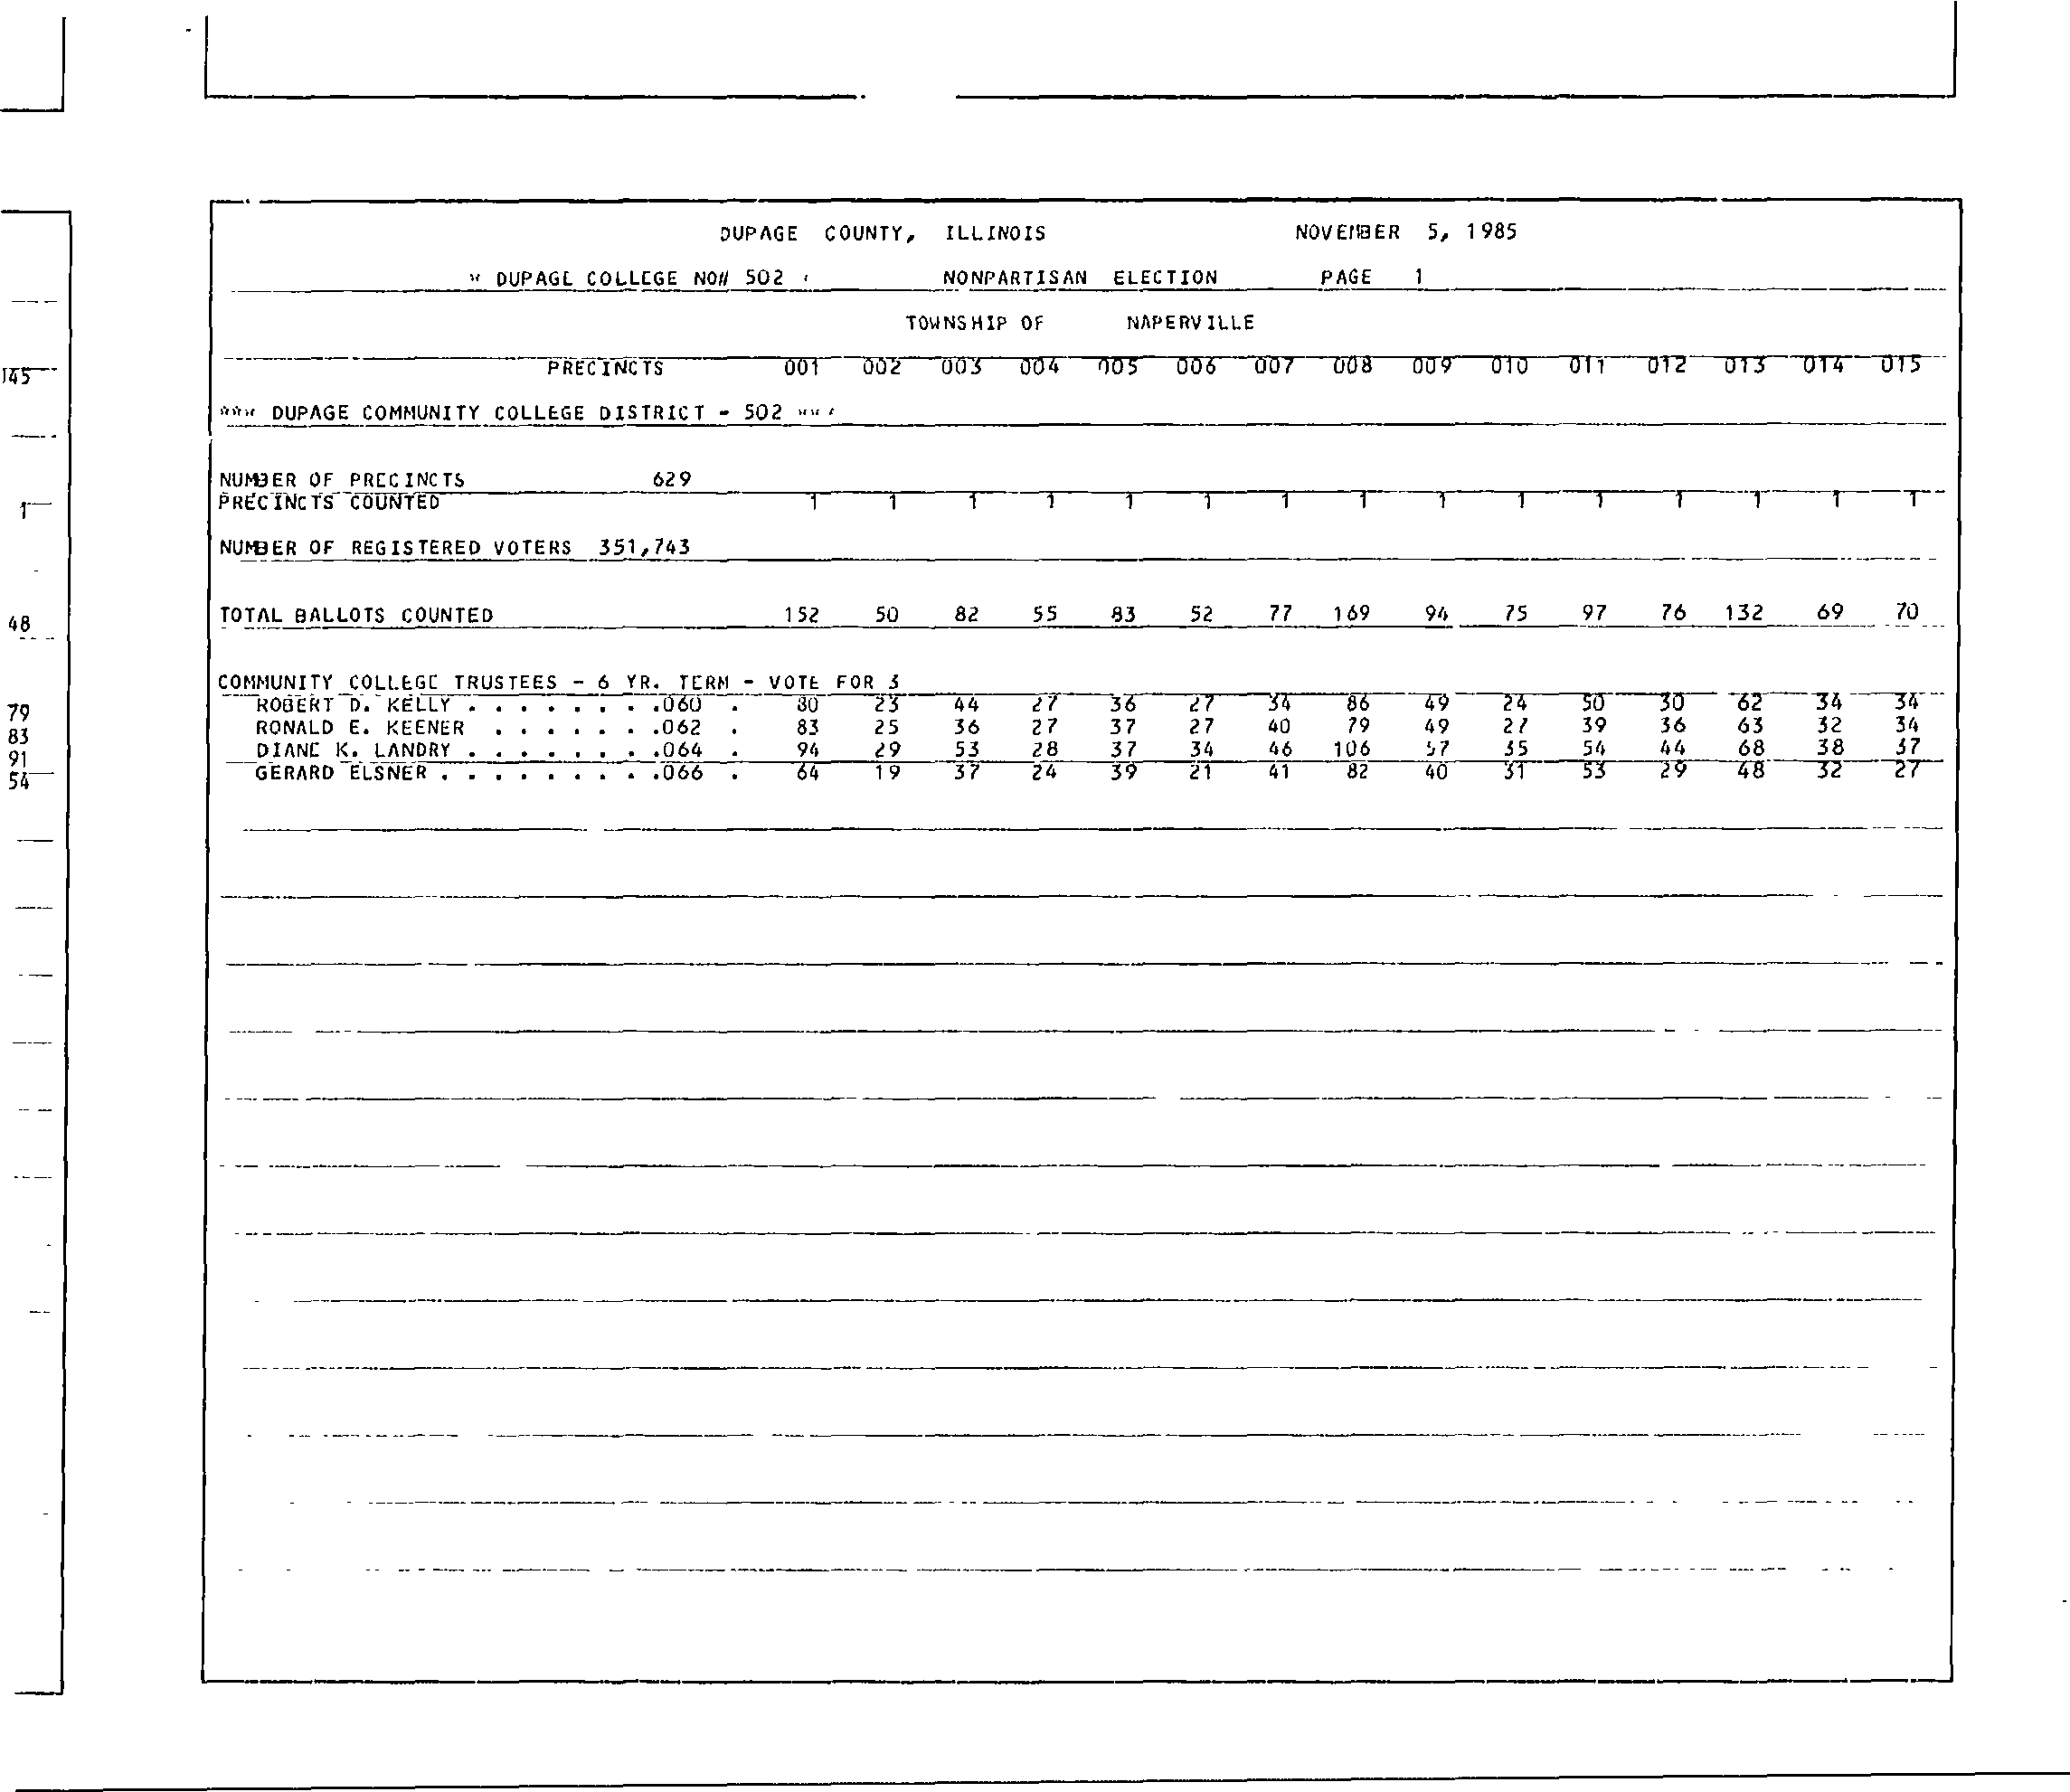 DUPAGE COUNTY, ILLINOIS NOVEMBER 5, 1985
* DUPAGE COLLEGE NO# 502 * NONPARTISAN ELECTION PAGE 1
TOWNSHIP OF NAPERVILLE
PRECINCTS 001 002 003 004 005 006 007 008 009 010 011 012 013 014 015
*** DUPAGE COMMUNITY COLLEGE DISTRICT - 502 ***
NUMBER OF PRECINCTS 629
PRECINCTS COUNTED 1 1 1 1 1 1 1 1 1 1 1 1 1 1 1
NUMBER OF REGISTERED VOTERS 351,743
TOTAL BALLOTS COUNTED 152 50 82 55 83 52 77 169 94 75 97 76 132 69 70
COMMUNITY COLLEGE TRUSTEES - 6 YR. TERM - VOTE FOR 3
ROBERT D. KELLY . . . . . . . .060 . 80 23 44 27 36 27 34 86 49 24 50 30 62 34 34
RONALD E. KEENER . . . . . . .062 . 83 25 36 27 37 27 40 79 49 27 39 36 63 32 34
DIANE K. LANDRY . . . . . . . .064 . 94 29 53 28 37 34 46 106 57 35 54 44 68 38 37
GERARD ELSNER . . . . . . . . .066 . 64 19 37 24 39 21 41 82 40 31 53 29 48 32 27
145
1
48
79
83
91
54